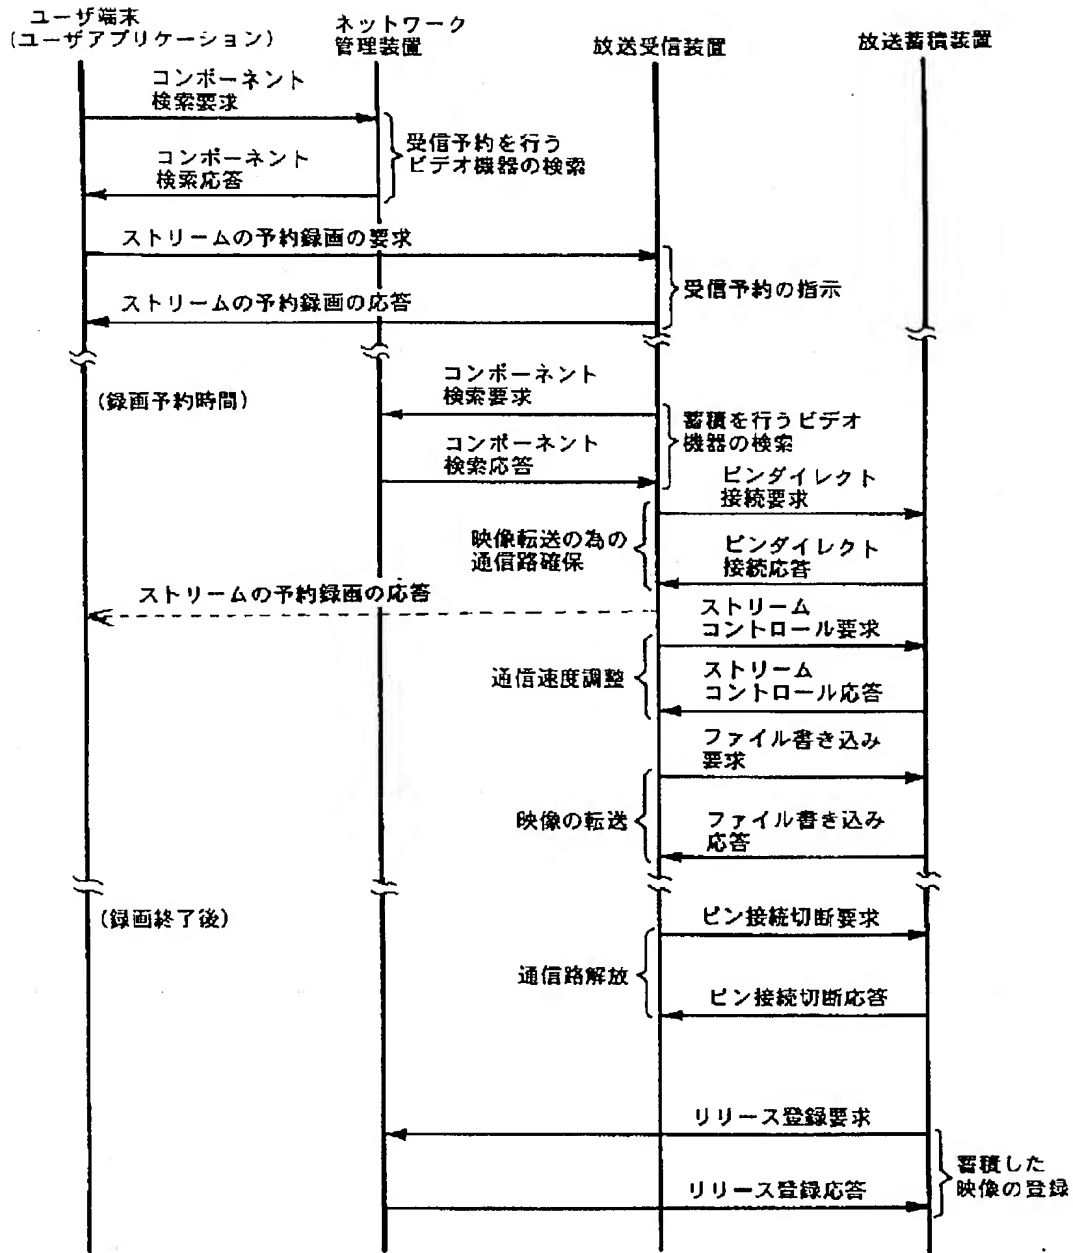 ユーザ端末
(ユーザアプリケーション)
ネットワーク
管理装置
放送受信装置
放送蓄積装置
コンポーネント
検索要求
受信予約を行う
ビデオ機器の検索
コンポーネント
検索応答
ストリームの予約録画の要求
受信予約の指示
ストリームの予約録画の応答
(録画予約時間)
コンポーネント
検索要求
蓄積を行うビデオ
機器の検索
コンポーネント
検索応答
ピンダイレクト
接続要求
映像転送の為の
通信路確保
ピンダイレクト
接続応答
ストリームの予約録画の応答
ストリーム
コントロール要求
通信速度調整
ストリーム
コントロール応答
ファイル書き込み
要求
映像の転送
ファイル書き込み
応答
(録画終了後)
ピン接続切断要求
通信路解放
ピン接続切断応答
リリース登録要求
蓄積した
映像の登録
リリース登録応答